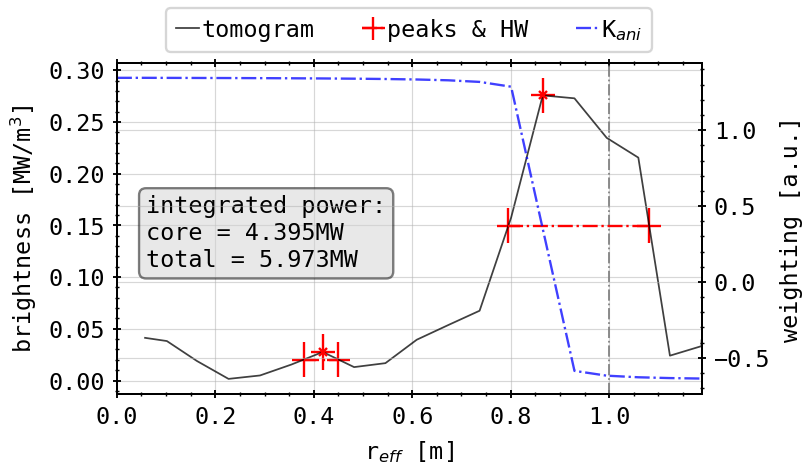 tomogram peaks & HW K_ani
brightness [MW/m³]
0.30
0.25
0.20
0.15
0.10
0.05
0.00
integrated power:
core = 4.395MW
total = 5.973MW
1.0
0.5
0.0
−0.5
weighting [a.u.]
0.0 0.2 0.4 0.6 0.8 1.0
r_eff [m]